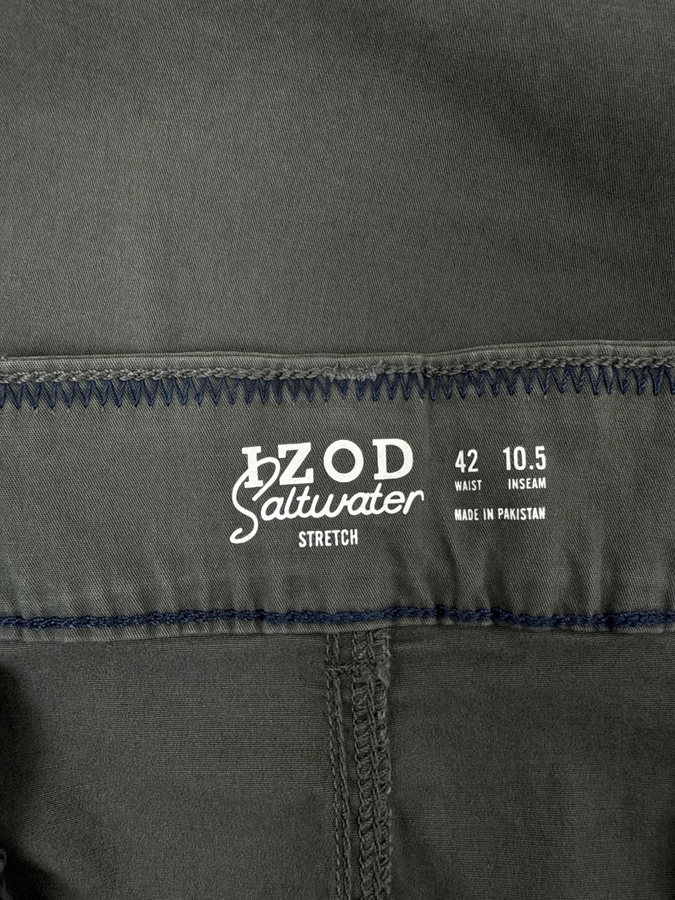 IZOD
Saltwater
STRETCH
42 10.5
WAIST INSEAM
MADE IN PAKISTAN